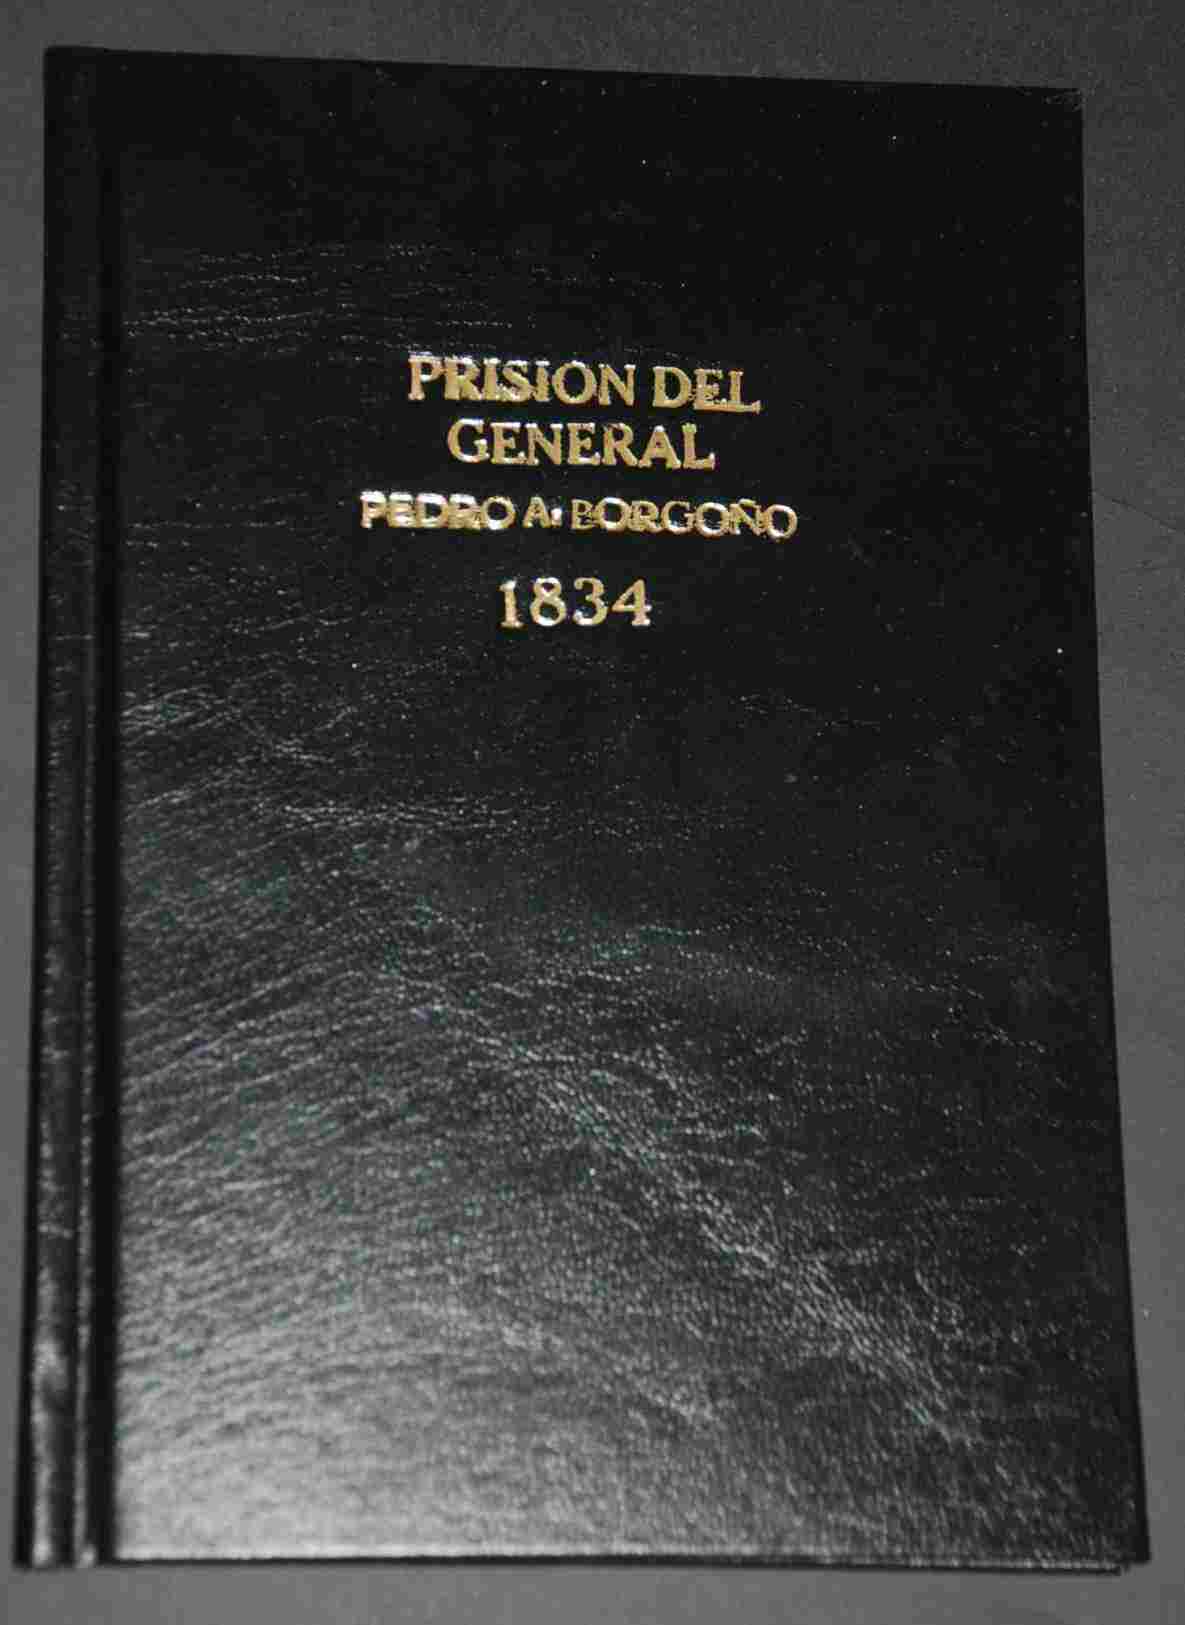 PRISION DEL
GENERAL
PEDRO A. BORGOÑO
1834